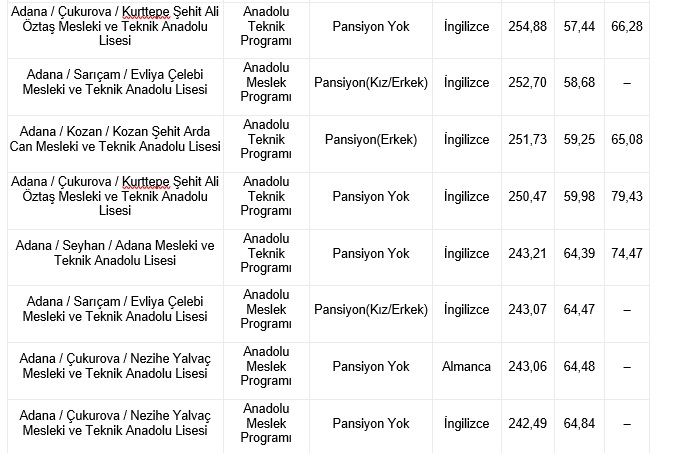 Adana / Çukurova / Kurttepe Şehit Ali Öztaş Mesleki ve Teknik Anadolu Lisesi Anadolu Teknik Programı Pansiyon Yok İngilizce 254,88 57,44 66,28
Adana / Sarıçam / Evliya Çelebi Mesleki ve Teknik Anadolu Lisesi Anadolu Meslek Programı Pansiyon(Kız/Erkek) İngilizce 252,70 58,68 –
Adana / Kozan / Kozan Şehit Arda Can Mesleki ve Teknik Anadolu Lisesi Anadolu Teknik Programı Pansiyon(Erkek) İngilizce 251,73 59,25 65,08
Adana / Çukurova / Kurttepe Şehit Ali Öztaş Mesleki ve Teknik Anadolu Lisesi Anadolu Teknik Programı Pansiyon Yok İngilizce 250,47 59,98 79,43
Adana / Seyhan / Adana Mesleki ve Teknik Anadolu Lisesi Anadolu Teknik Programı Pansiyon Yok İngilizce 243,21 64,39 74,47
Adana / Sarıçam / Evliya Çelebi Mesleki ve Teknik Anadolu Lisesi Anadolu Meslek Programı Pansiyon(Kız/Erkek) İngilizce 243,07 64,47 –
Adana / Çukurova / Nezihe Yalvaç Mesleki ve Teknik Anadolu Lisesi Anadolu Meslek Programı Pansiyon Yok Almanca 243,06 64,48 –
Adana / Çukurova / Nezihe Yalvaç Mesleki ve Teknik Anadolu Lisesi Anadolu Meslek Programı Pansiyon Yok İngilizce 242,49 64,84 –